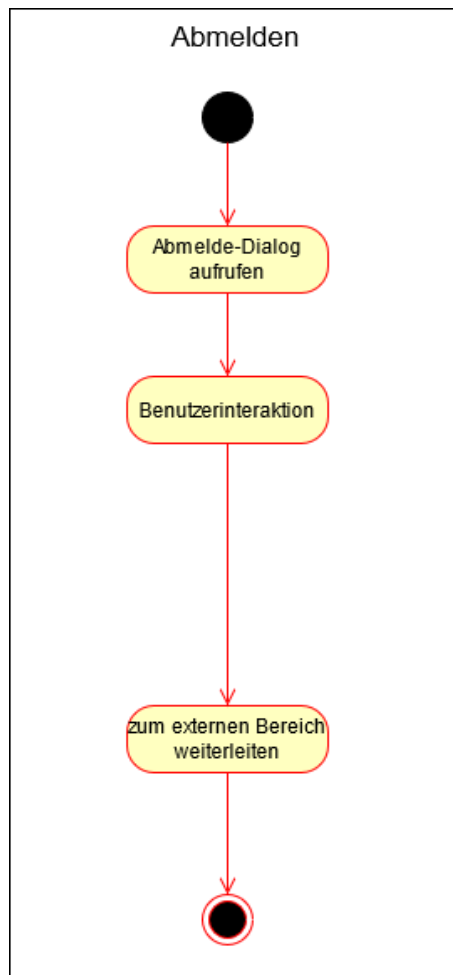 Abmelden
Abmelde-Dialog
aufrufen
Benutzerinteraktion
zum externen Bereich
weiterleiten